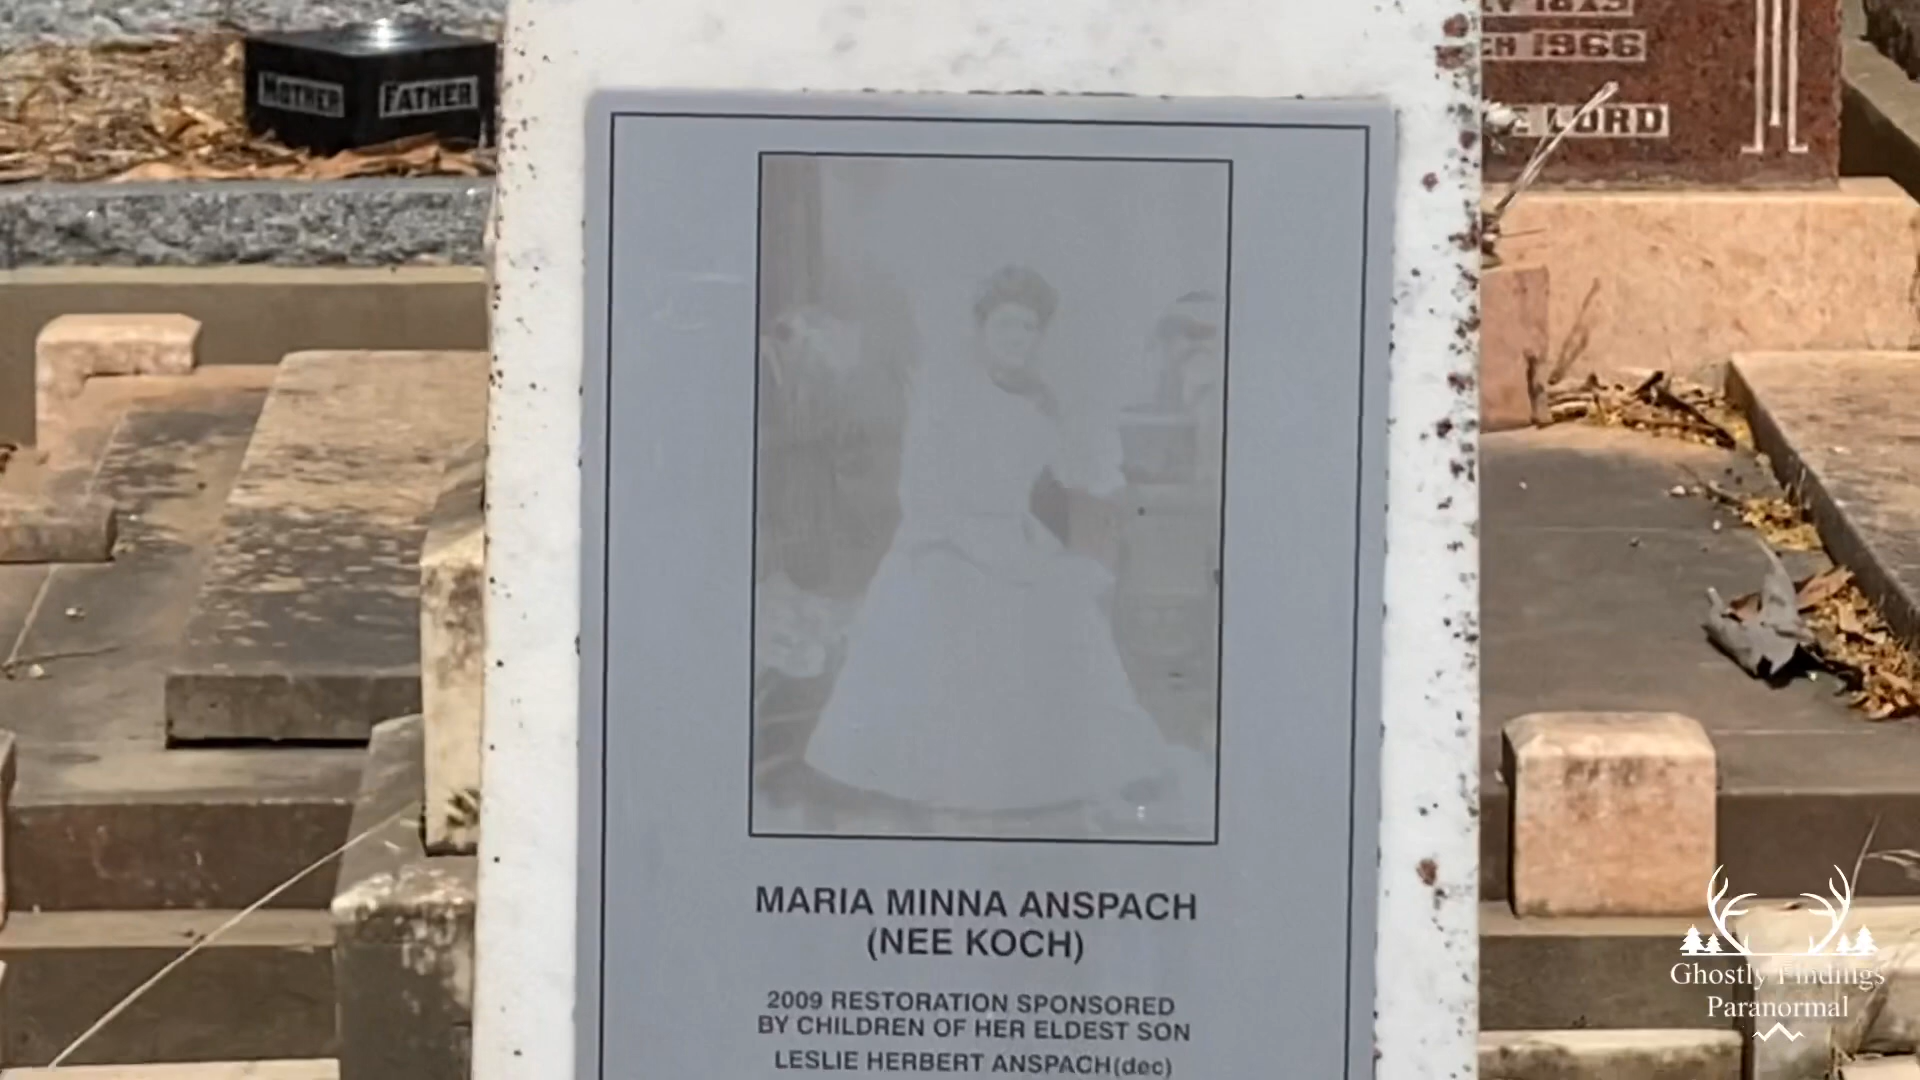 MOTHER FATHER
1966
LORD
MARIA MINNA ANSPACH
(NEE KOCH)
2009 RESTORATION SPONSORED
BY CHILDREN OF HER ELDEST SON
LESLIE HERBERT ANSPACH(dec)
Ghostly Findings
Paranormal